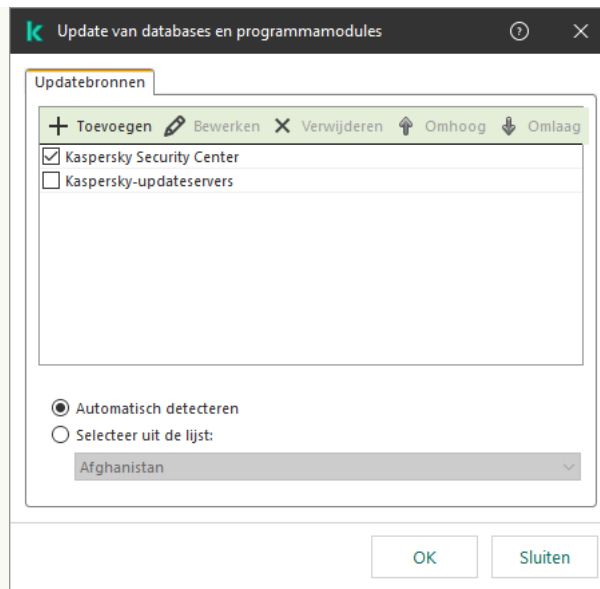 Update van databases en programmamodules
Updatebronnen
Toevoegen Bewerken Verwijderen Omhoog Omlaag
Kaspersky Security Center
Kaspersky-updateservers
Automatisch detecteren
Selecteer uit de lijst:
Afghanistan
OK Sluiten